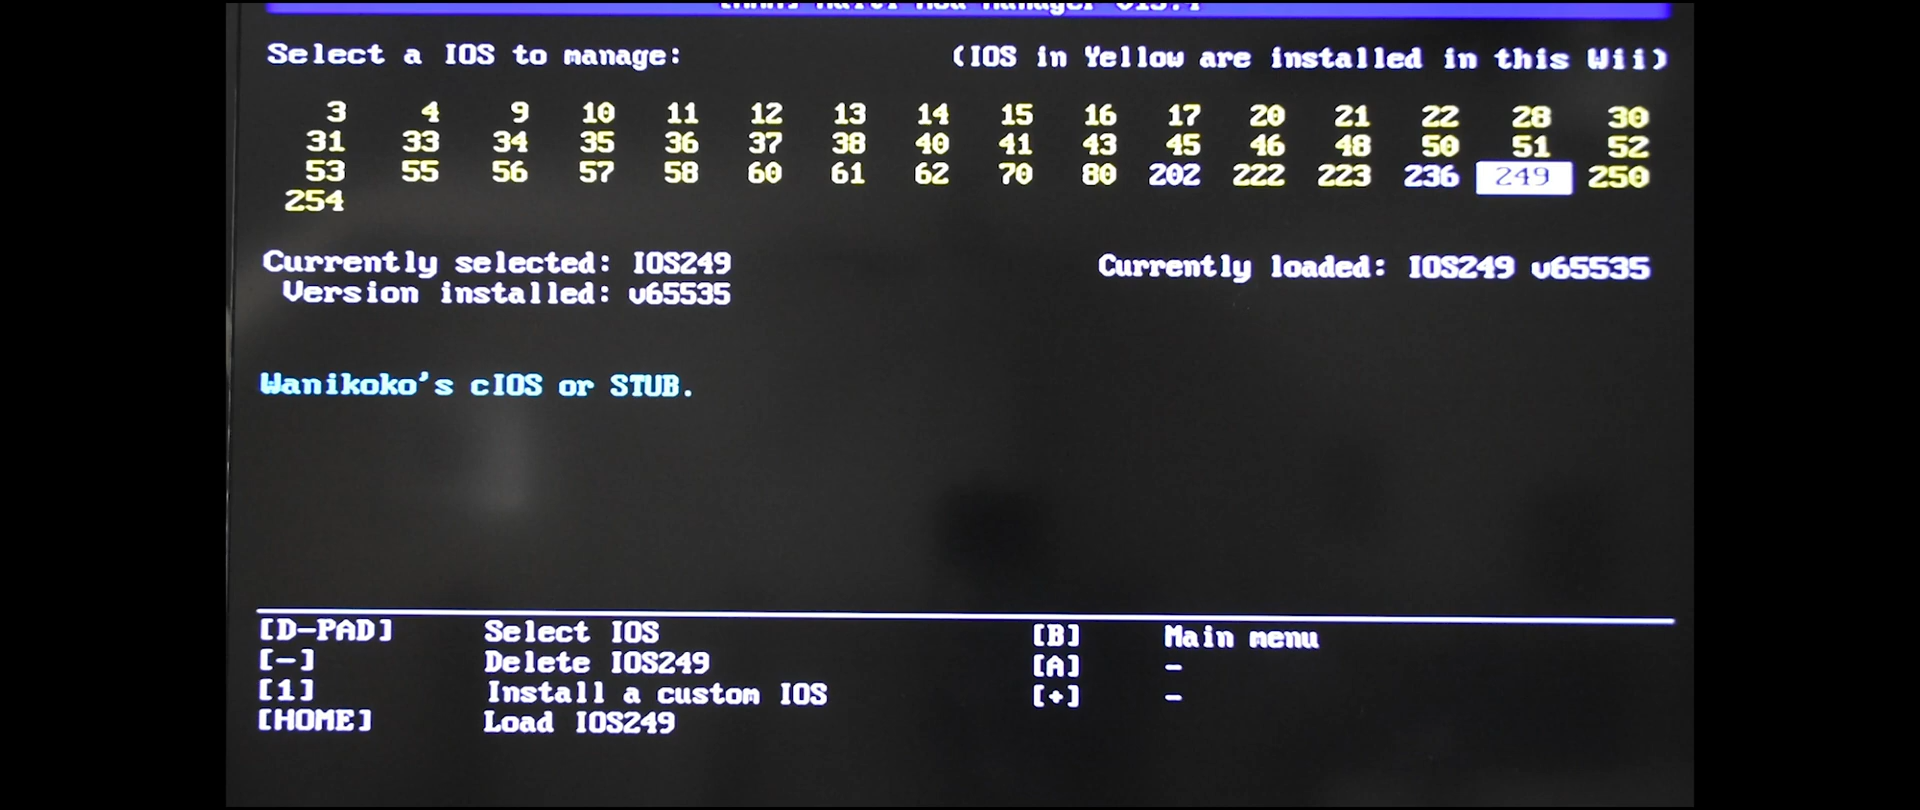 Select a IOS to manage: (IOS in Yellow are installed in this Wii)
3 4 9 10 11 12 13 14 15 16 17 20 21 22 28 30
31 33 34 35 36 37 38 40 41 43 45 46 48 50 51 52
53 55 56 57 58 60 61 62 70 80 202 222 223 236 249 250
254
Currently selected: IOS249 Currently loaded: IOS249 v65535
Version installed: v65535
Wanikoko's cIOS or STUB.
[D-PAD] Select IOS [B] Main menu
[-] Delete IOS249 [A] -
[1] Install a custom IOS [+] -
[HOME] Load IOS249